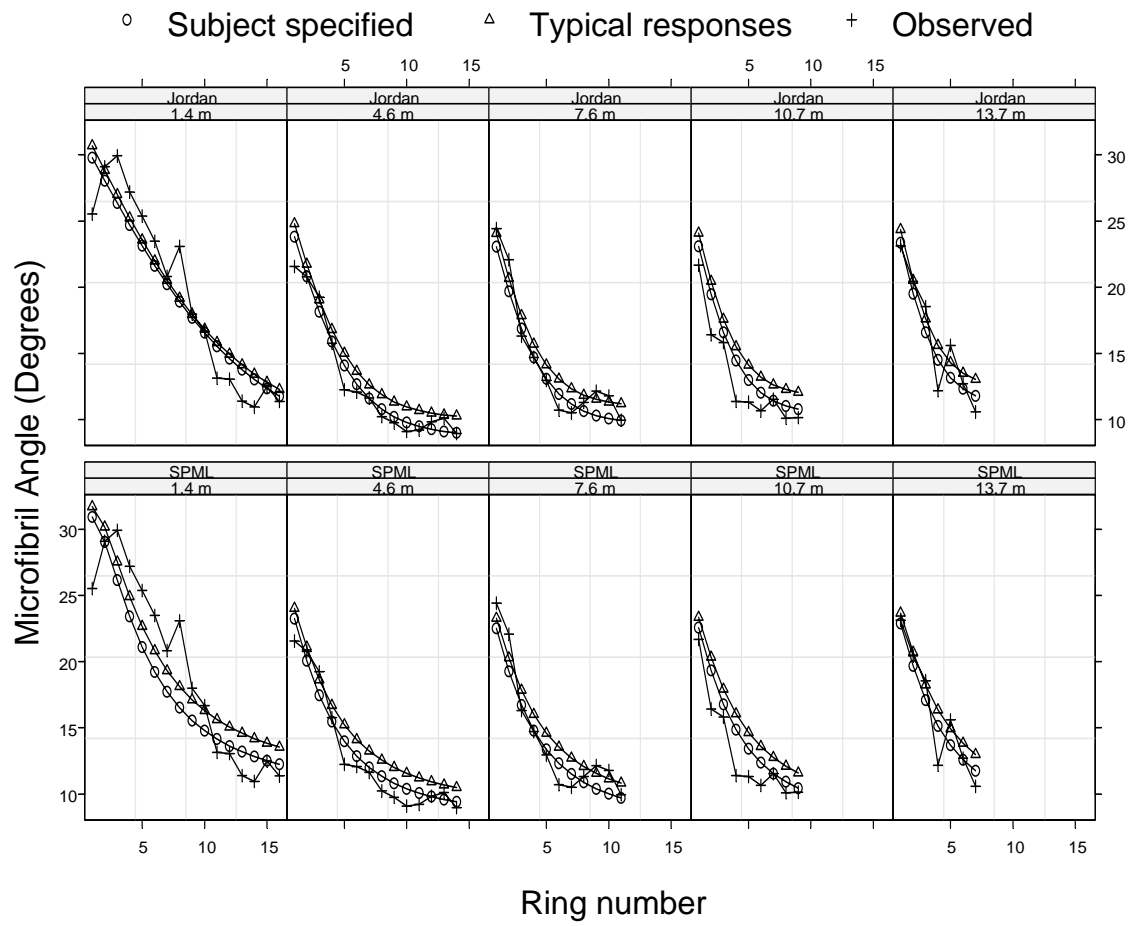 Subject specified Typical responses Observed
5 10 15 5 10 15
Jordan Jordan Jordan Jordan Jordan
1.4 m 4.6 m 7.6 m 10.7 m 13.7 m
30
25
20
15
10
Microfibril Angle (Degrees)
SPML SPML SPML SPML SPML
1.4 m 4.6 m 7.6 m 10.7 m 13.7 m
30
25
20
15
10
5 10 15 5 10 15 5 10 15
Ring number